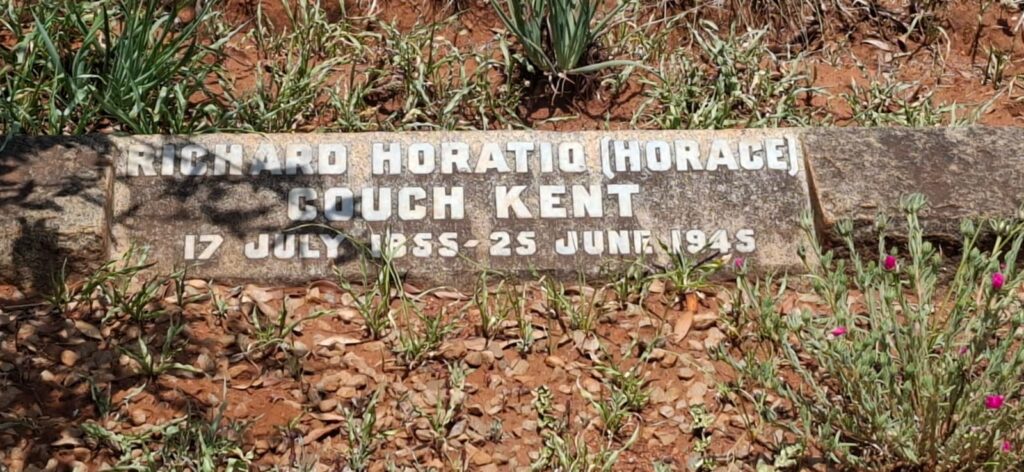 RICHARD HORATIO (HORACE)
COUCH KENT
17 JULY 1855 - 25 JUNE 1945